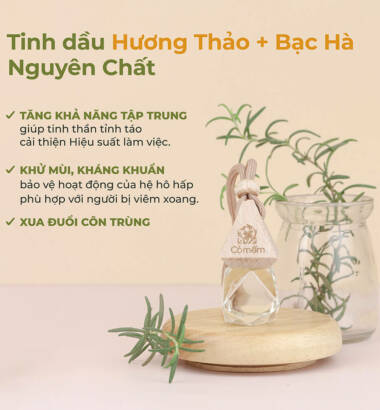 Tinh dầu Hương Thảo + Bạc Hà
Nguyên Chất
TĂNG KHẢ NĂNG TẬP TRUNG
giúp tinh thần tỉnh táo
cải thiện Hiệu suất làm việc.
KHỬ MÙI, KHÁNG KHUẨN
bảo vệ hoạt động của hệ hô hấp
phù hợp với người bị viêm xoang.
XUA ĐUỔI CÔN TRÙNG
Cỏ mềm